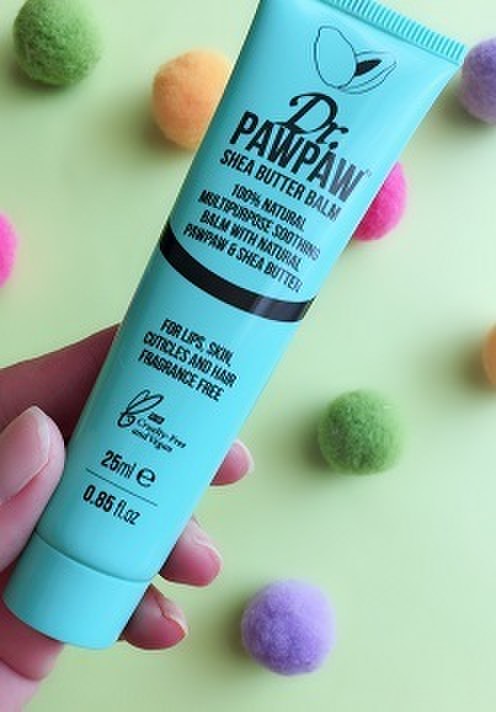 Dr.
PAWPAW
SHEA BUTTER BALM
100% NATURAL
MULTIPURPOSE SOOTHING
BALM WITH NATURAL
PAWPAW & SHEA BUTTER
FOR LIPS, SKIN,
CUTICLES AND HAIR
FRAGRANCE FREE
Cruelty-Free
and Vegan
25ml e
0.85 fl.oz